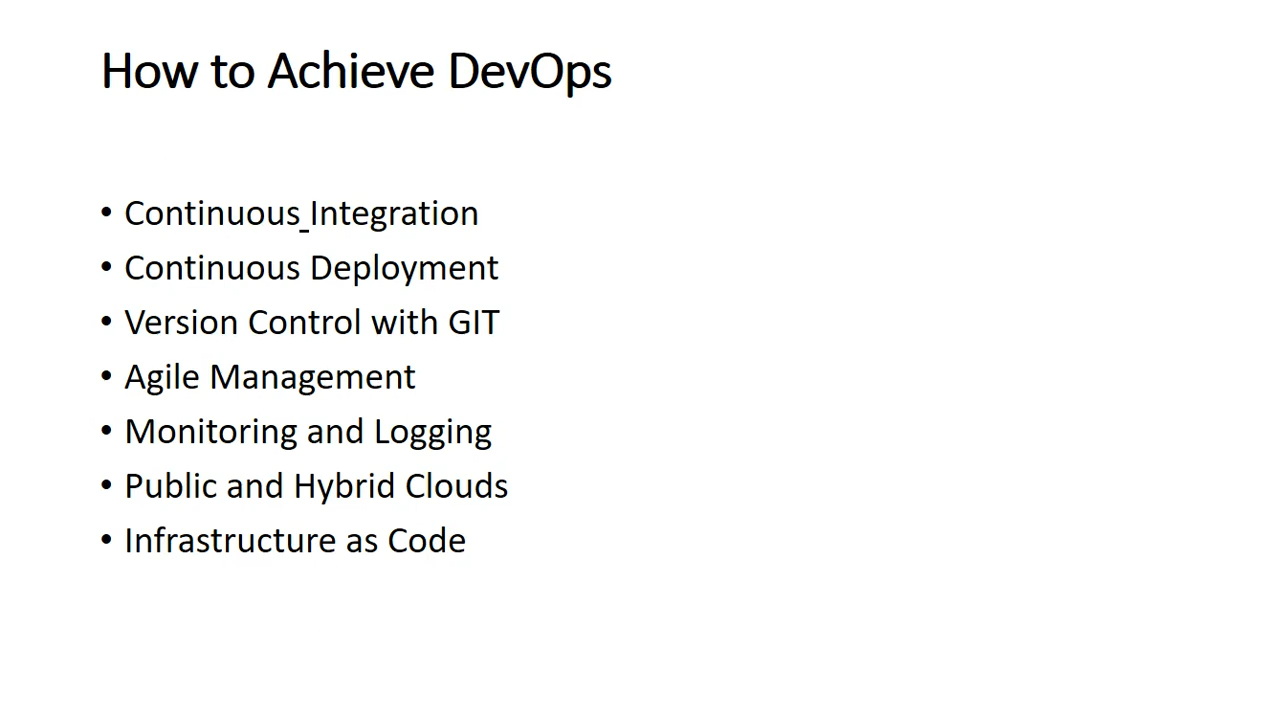 How to Achieve DevOps
• Continuous Integration
• Continuous Deployment
• Version Control with GIT
• Agile Management
• Monitoring and Logging
• Public and Hybrid Clouds
• Infrastructure as Code